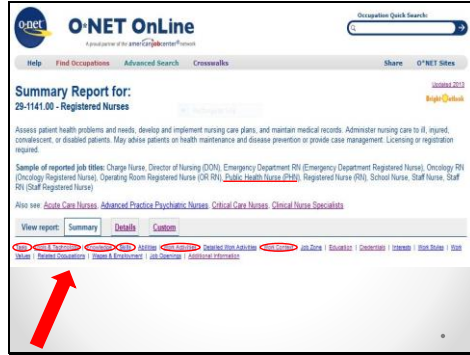 o·net
O*NET OnLine
A proud partner of the americanjobcenter® network
Occupation Quick Search:
Help Find Occupations Advanced Search Crosswalks Share O*NET Sites
Summary Report for:
29-1141.00 - Registered Nurses
Updated 2013
Bright Outlook
Assess patient health problems and needs, develop and implement nursing care plans, and maintain medical records. Administer nursing care to ill, injured,
convalescent, or disabled patients. May advise patients on health maintenance and disease prevention or provide case management. Licensing or registration
required.
Sample of reported job titles: Charge Nurse, Director of Nursing (DON), Emergency Department RN (Emergency Department Registered Nurse), Oncology RN
(Oncology Registered Nurse), Operating Room Registered Nurse (OR RN), Public Health Nurse (PHN), Registered Nurse (RN), School Nurse, Staff Nurse, Staff
RN (Staff Registered Nurse)
Also see: Acute Care Nurses, Advanced Practice Psychiatric Nurses, Critical Care Nurses, Clinical Nurse Specialists
View report: Summary Details Custom
Tasks | Tools & Technology | Knowledge | Skills | Abilities | Work Activities | Detailed Work Activities | Work Context | Job Zone | Education | Credentials | Interests | Work Styles | Work
Values | Related Occupations | Wages & Employment | Job Openings | Additional Information